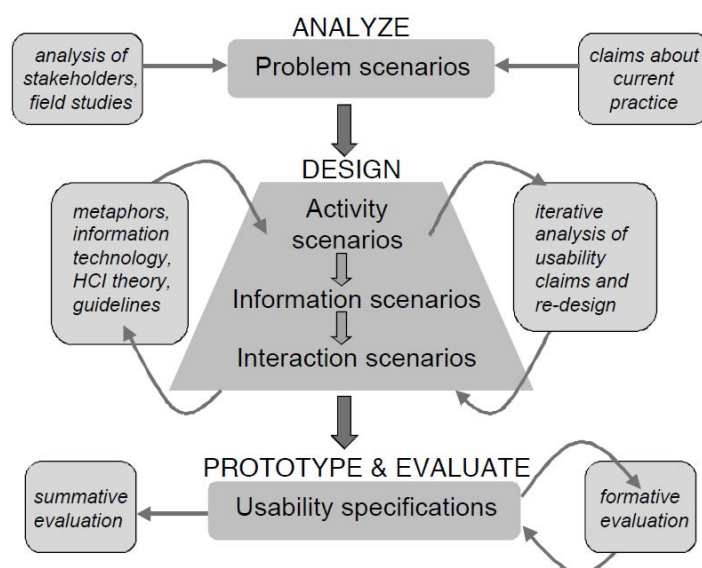 ANALYZE
analysis of
stakeholders,
field studies
Problem scenarios
claims about
current
practice
DESIGN
metaphors,
information
technology,
HCI theory,
guidelines
Activity
scenarios
Information scenarios
Interaction scenarios
iterative
analysis of
usability
claims and
re-design
PROTOTYPE & EVALUATE
summative
evaluation
Usability specifications
formative
evaluation